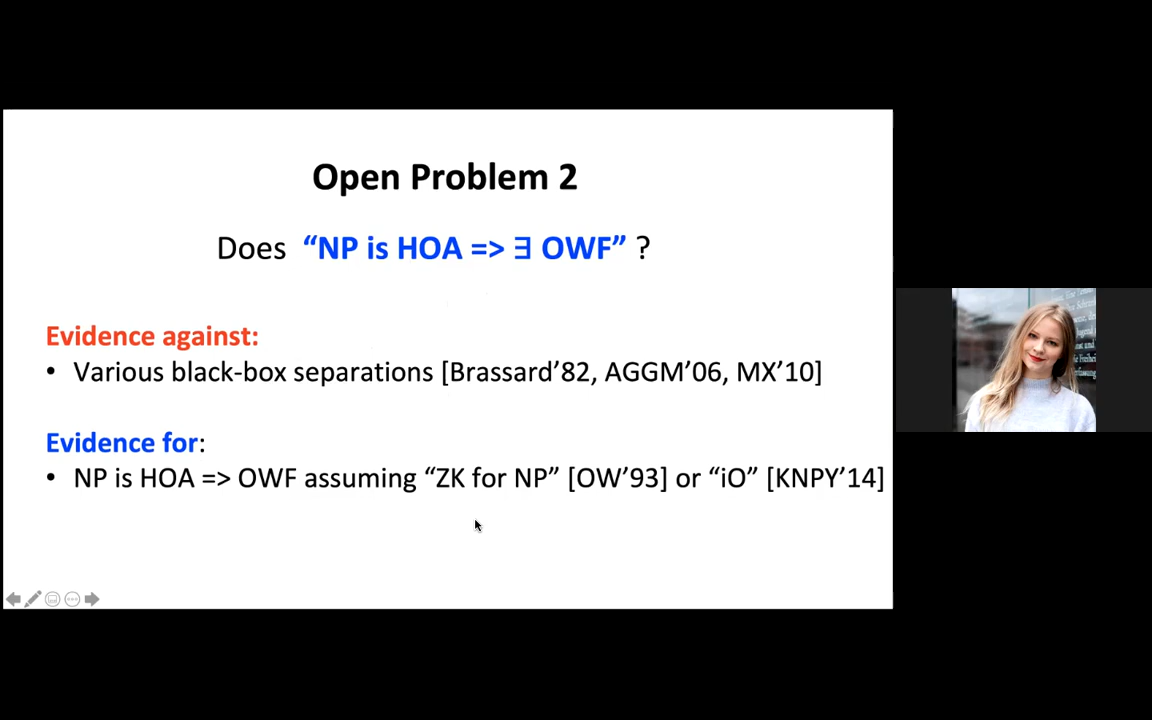 Open Problem 2
Does “NP is HOA => ∃ OWF” ?
Evidence against:
• Various black-box separations [Brassard’82, AGGM’06, MX’10]
Evidence for:
• NP is HOA => OWF assuming “ZK for NP” [OW’93] or “iO” [KNPY’14]